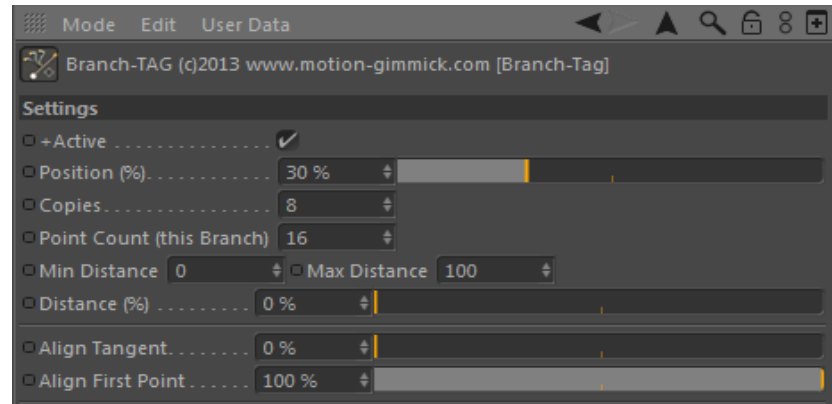 Mode Edit User Data
Branch-TAG (c)2013 www.motion-gimmick.com [Branch-Tag]
Settings
+Active . . . . . . . . . . . . . . .
Position (%). . . . . . . . . . . . 30 %
Copies. . . . . . . . . . . . . . . . 8
Point Count (this Branch) 16
Min Distance 0 Max Distance 100
Distance (%) . . . . . . . . . 0 %
Align Tangent. . . . . . . . 0 %
Align First Point . . . . . . 100 %